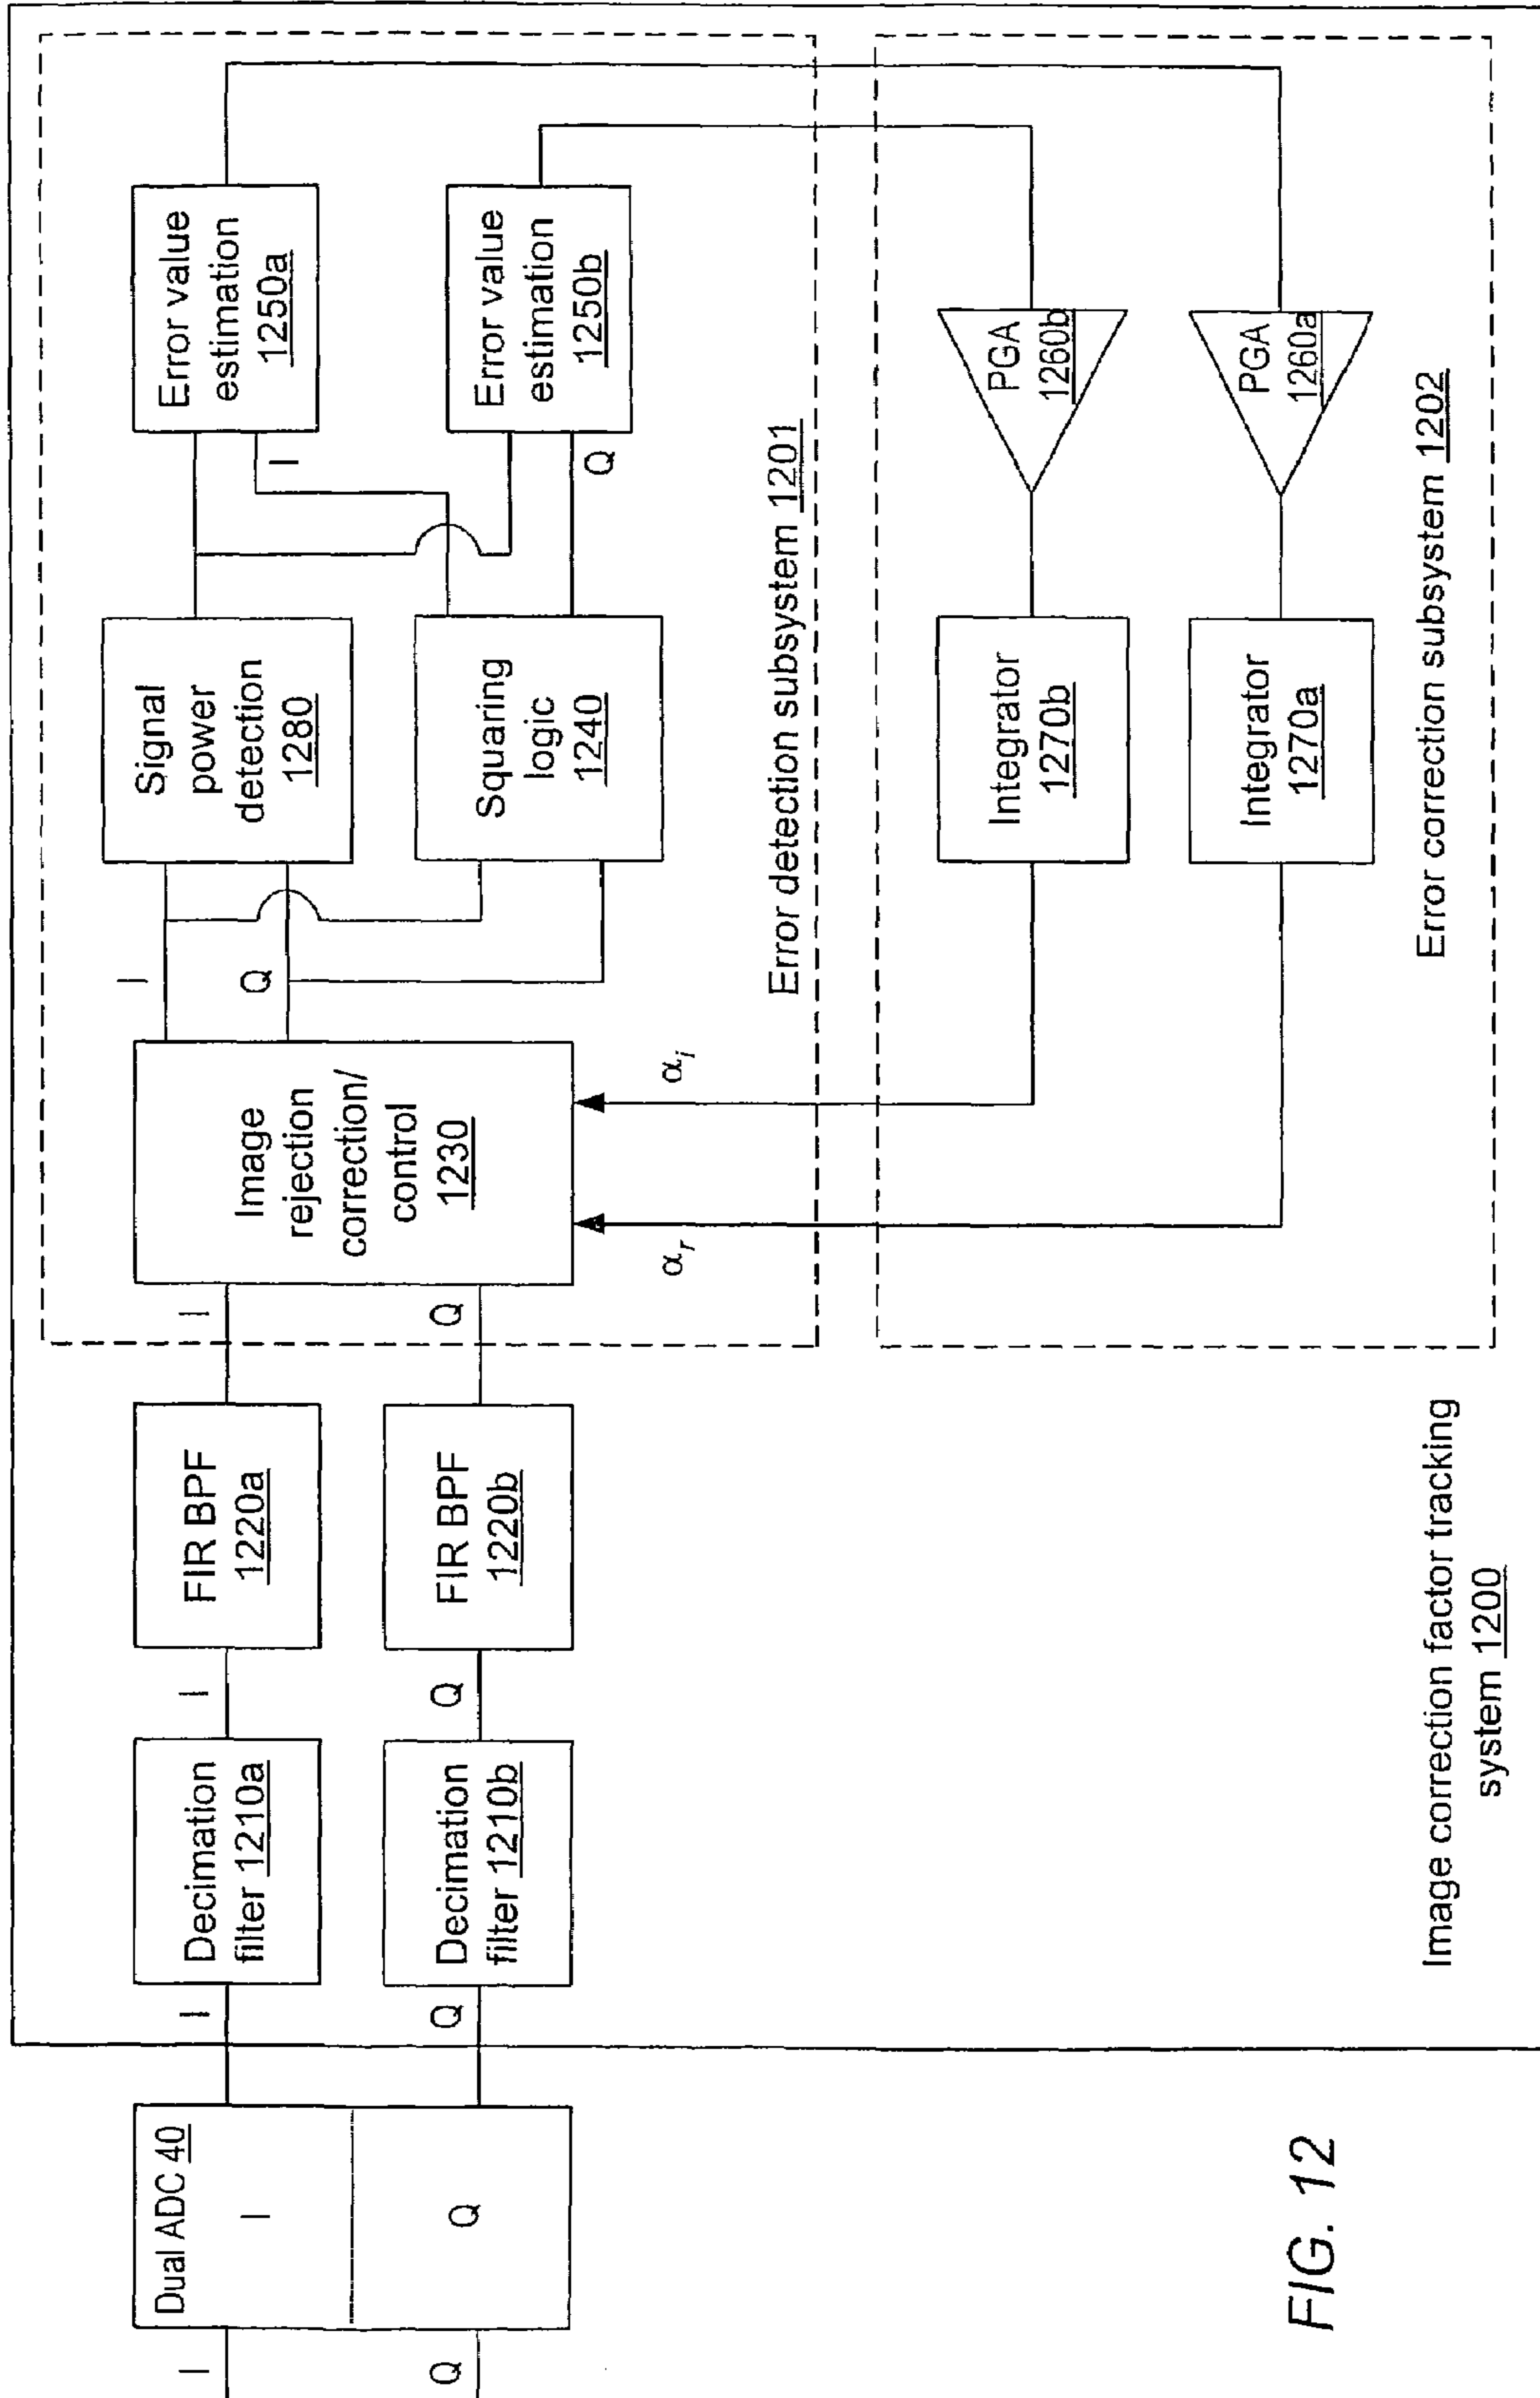 I
Q
Dual ADC 40
I
Q
I
Q
Decimation
filter 1210a
Decimation
filter 1210b
I
Q
FIR BPF
1220a
FIR BPF
1220b
I
Q
Image
rejection
correction/
control
1230
αr
αi
I
Q
Signal
power
detection
1280
Squaring
logic
1240
I
Q
Error value
estimation
1250a
Error value
estimation
1250b
Error detection subsystem 1201
Integrator
1270b
PGA
1260b
Integrator
1270a
PGA
1260a
Error correction subsystem 1202
Image correction factor tracking
system 1200
FIG. 12